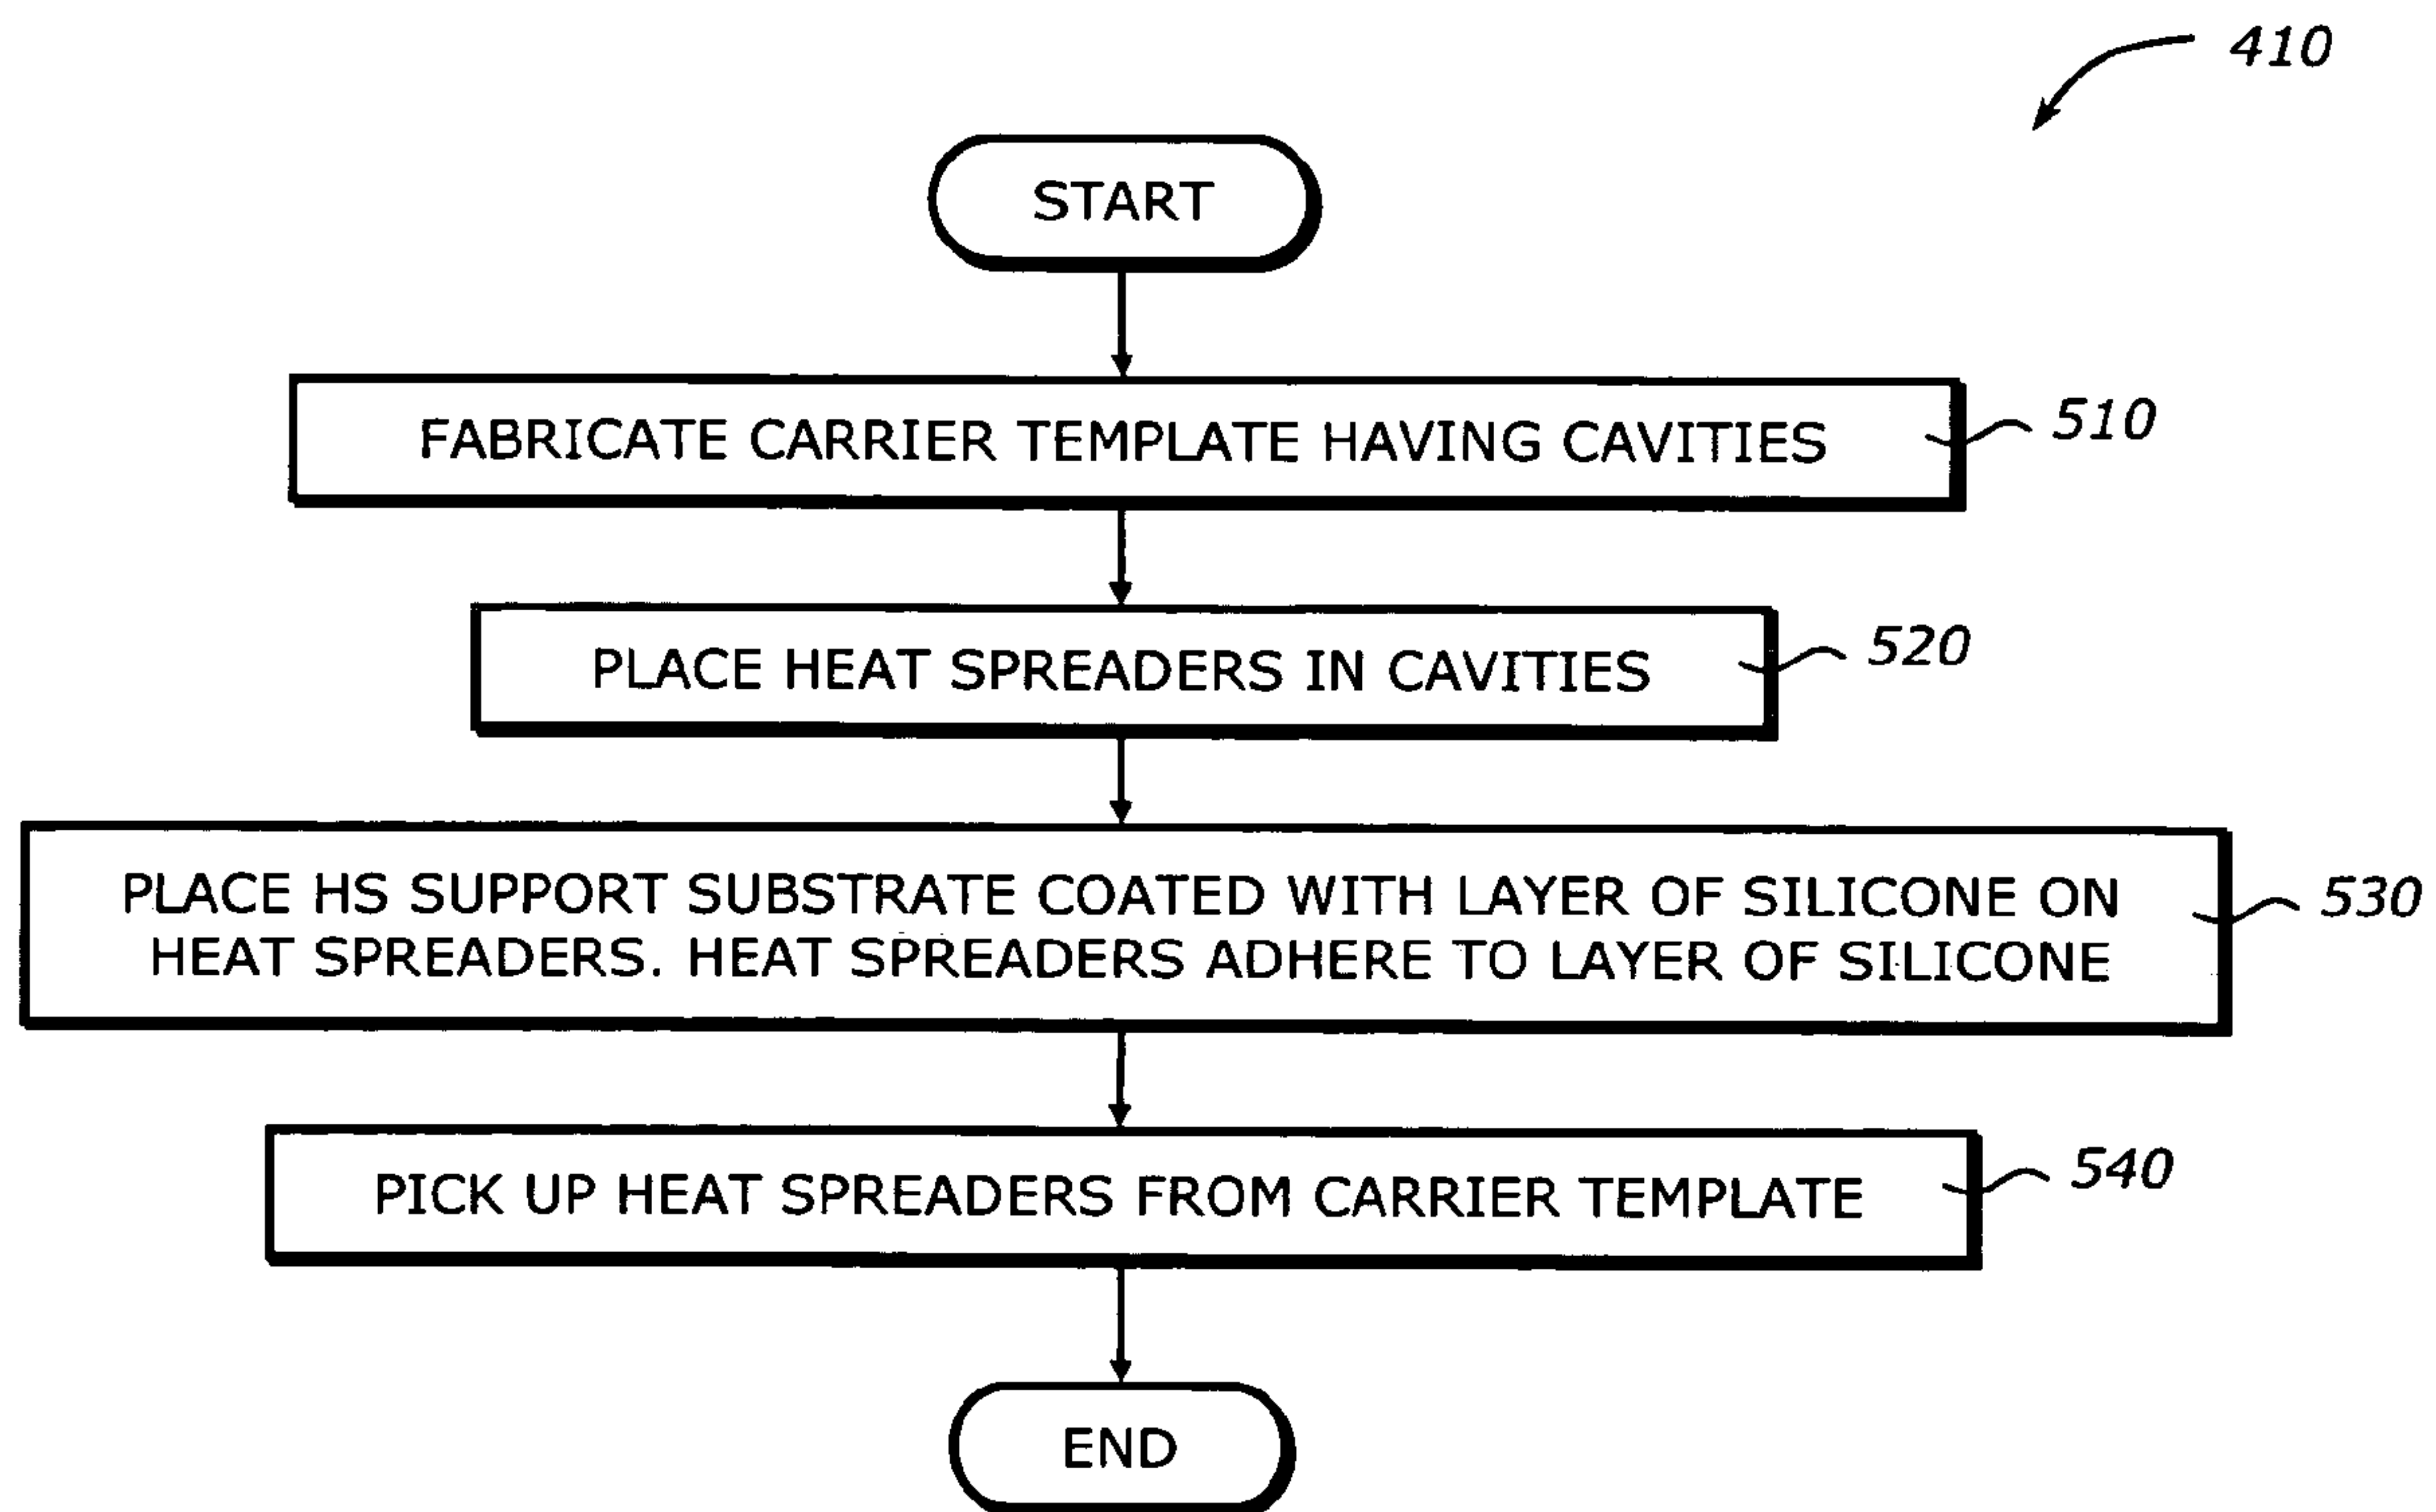 410
START
FABRICATE CARRIER TEMPLATE HAVING CAVITIES
510
PLACE HEAT SPREADERS IN CAVITIES
520
PLACE HS SUPPORT SUBSTRATE COATED WITH LAYER OF SILICONE ON
HEAT SPREADERS. HEAT SPREADERS ADHERE TO LAYER OF SILICONE
530
PICK UP HEAT SPREADERS FROM CARRIER TEMPLATE
540
END